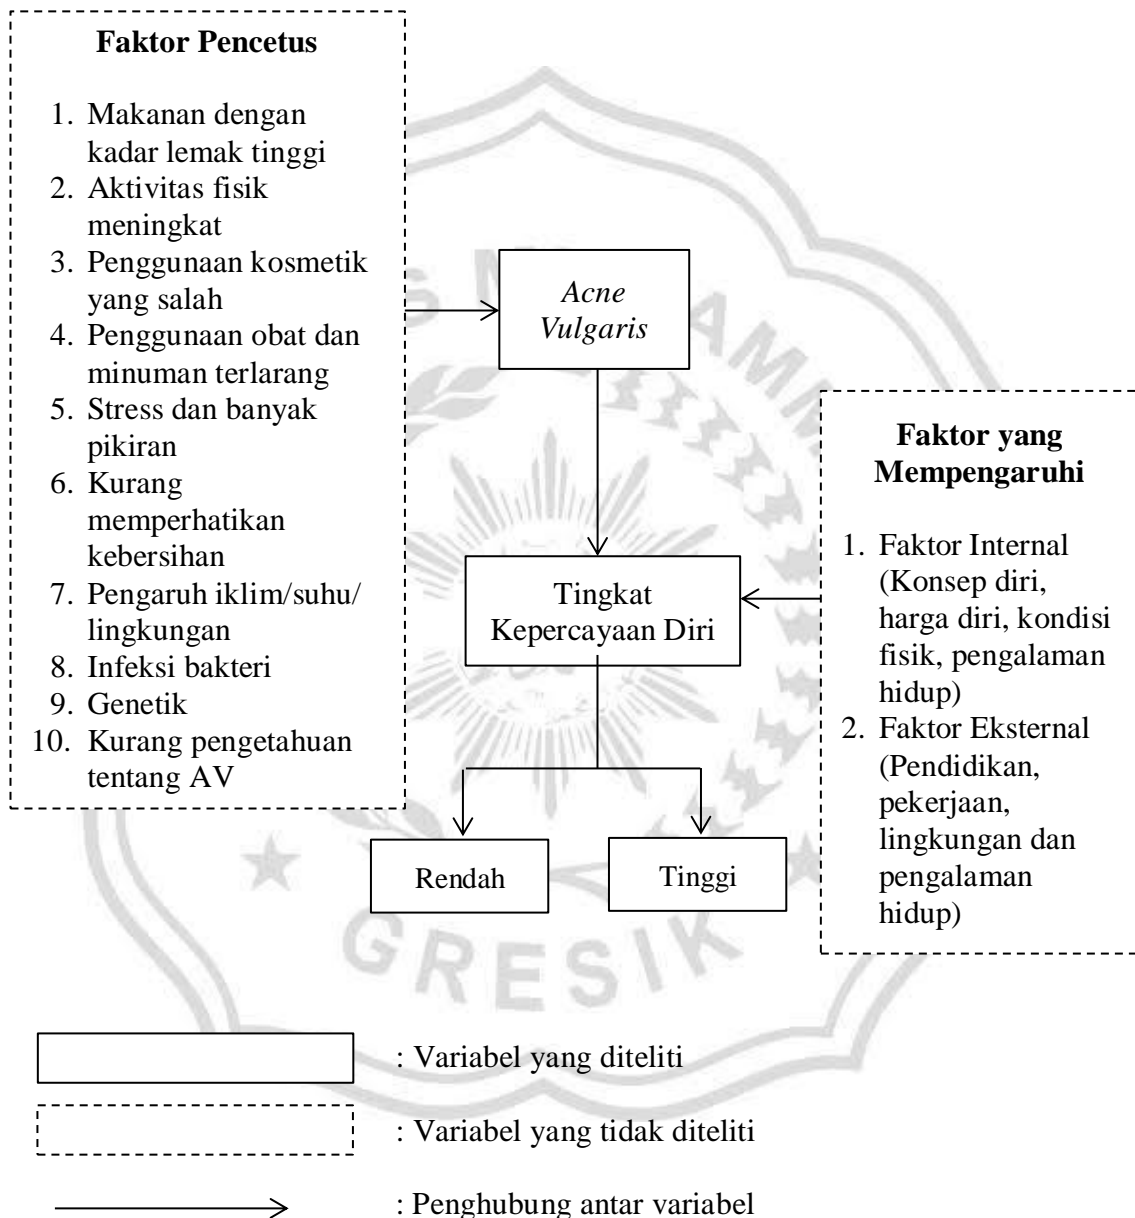 Faktor Pencetus
1. Makanan dengan
kadar lemak tinggi
2. Aktivitas fisik
meningkat
3. Penggunaan kosmetik
yang salah
4. Penggunaan obat dan
minuman terlarang
5. Stress dan banyak
pikiran
6. Kurang
memperhatikan
kebersihan
7. Pengaruh iklim/suhu/
lingkungan
8. Infeksi bakteri
9. Genetik
10. Kurang pengetahuan
tentang AV
Acne
Vulgaris
Tingkat
Kepercayaan Diri
Rendah
Tinggi
Faktor yang
Mempengaruhi
1. Faktor Internal
(Konsep diri,
harga diri, kondisi
fisik, pengalaman
hidup)
2. Faktor Eksternal
(Pendidikan,
pekerjaan,
lingkungan dan
pengalaman
hidup)
GRESIK
: Variabel yang diteliti
: Variabel yang tidak diteliti
: Penghubung antar variabel